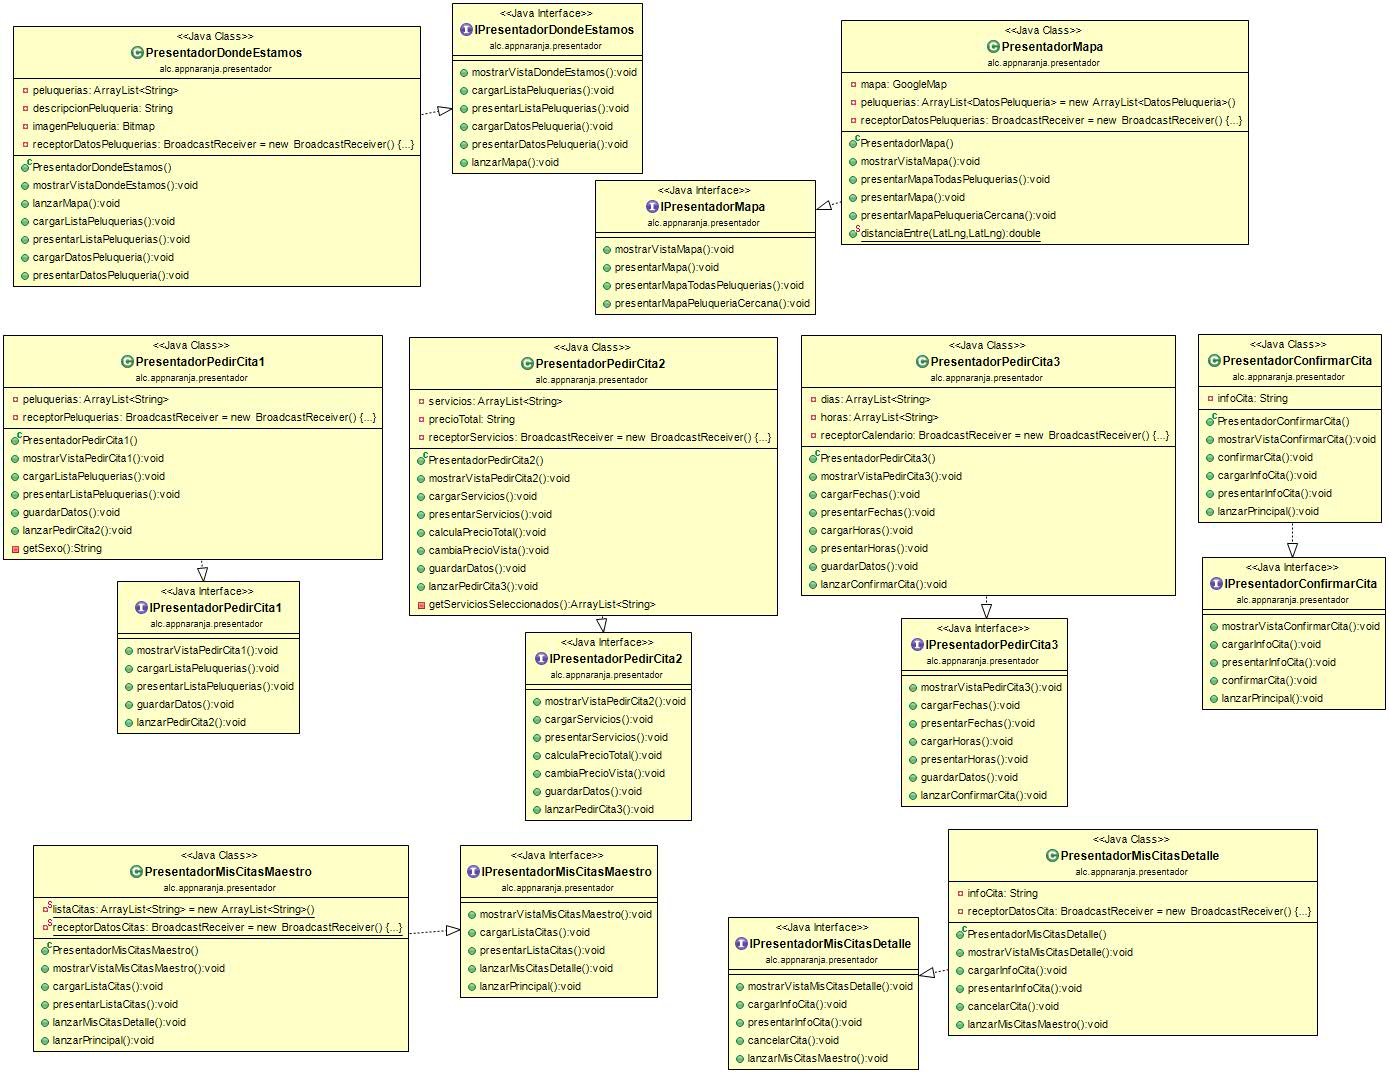 <<Java Class>>
PresentadorDondeEstamos
alc.appnaranja.presentador
peluquerias: ArrayList<String>
descripcionPeluqueria: String
imagenPeluqueria: Bitmap
receptorDatosPeluquerias: BroadcastReceiver = new BroadcastReceiver() {...}
PresentadorDondeEstamos()
mostrarVistaDondeEstamos():void
lanzarMapa():void
cargarListaPeluquerias():void
presentarListaPeluquerias():void
cargarDatosPeluqueria():void
presentarDatosPeluqueria():void
<<Java Interface>>
IPresentadorDondeEstamos
alc.appnaranja.presentador
mostrarVistaDondeEstamos():void
cargarListaPeluquerias():void
presentarListaPeluquerias():void
cargarDatosPeluqueria():void
presentarDatosPeluqueria():void
lanzarMapa():void
<<Java Class>>
PresentadorMapa
alc.appnaranja.presentador
mapa: GoogleMap
peluquerias: ArrayList<DatosPeluqueria> = new ArrayList<DatosPeluqueria>()
receptorDatosPeluquerias: BroadcastReceiver = new BroadcastReceiver() {...}
PresentadorMapa()
mostrarVistaMapa():void
presentarMapaTodasPeluquerias():void
presentarMapa():void
presentarMapaPeluqueriaCercana():void
distanciaEntre(LatLng,LatLng):double
<<Java Interface>>
IPresentadorMapa
alc.appnaranja.presentador
mostrarVistaMapa():void
presentarMapa():void
presentarMapaTodasPeluquerias():void
presentarMapaPeluqueriaCercana():void
<<Java Class>>
PresentadorPedirCita1
alc.appnaranja.presentador
peluquerias: ArrayList<String>
receptorPeluquerias: BroadcastReceiver = new BroadcastReceiver() {...}
PresentadorPedirCita1()
mostrarVistaPedirCita1():void
cargarListaPeluquerias():void
presentarListaPeluquerias():void
guardarDatos():void
lanzarPedirCita2():void
getSexo():String
<<Java Interface>>
IPresentadorPedirCita1
alc.appnaranja.presentador
mostrarVistaPedirCita1():void
cargarListaPeluquerias():void
presentarListaPeluquerias():void
guardarDatos():void
lanzarPedirCita2():void
<<Java Class>>
PresentadorPedirCita2
alc.appnaranja.presentador
servicios: ArrayList<String>
precioTotal: String
receptorServicios: BroadcastReceiver = new BroadcastReceiver() {...}
PresentadorPedirCita2()
mostrarVistaPedirCita2():void
cargarServicios():void
presentarServicios():void
calculaPrecioTotal():void
cambiaPrecioVista():void
guardarDatos():void
lanzarPedirCita3():void
getServiciosSeleccionados():ArrayList<String>
<<Java Interface>>
IPresentadorPedirCita2
alc.appnaranja.presentador
mostrarVistaPedirCita2():void
cargarServicios():void
presentarServicios():void
calculaPrecioTotal():void
cambiaPrecioVista():void
guardarDatos():void
lanzarPedirCita3():void
<<Java Class>>
PresentadorPedirCita3
alc.appnaranja.presentador
dias: ArrayList<String>
horas: ArrayList<String>
receptorCalendario: BroadcastReceiver = new BroadcastReceiver() {...}
PresentadorPedirCita3()
mostrarVistaPedirCita3():void
cargarFechas():void
presentarFechas():void
cargarHoras():void
presentarHoras():void
guardarDatos():void
lanzarConfirmarCita():void
<<Java Interface>>
IPresentadorPedirCita3
alc.appnaranja.presentador
mostrarVistaPedirCita3():void
cargarFechas():void
presentarFechas():void
cargarHoras():void
presentarHoras():void
guardarDatos():void
lanzarConfirmarCita():void
<<Java Class>>
PresentadorConfirmarCita
alc.appnaranja.presentador
infoCita: String
PresentadorConfirmarCita()
mostrarVistaConfirmarCita():void
confirmarCita():void
cargarInfoCita():void
presentarInfoCita():void
lanzarPrincipal():void
<<Java Interface>>
IPresentadorConfirmarCita
alc.appnaranja.presentador
mostrarVistaConfirmarCita():void
cargarInfoCita():void
presentarInfoCita():void
confirmarCita():void
lanzarPrincipal():void
<<Java Class>>
PresentadorMisCitasMaestro
alc.appnaranja.presentador
listaCitas: ArrayList<String> = new ArrayList<String>()
receptorDatosCitas: BroadcastReceiver = new BroadcastReceiver() {...}
PresentadorMisCitasMaestro()
mostrarVistaMisCitasMaestro():void
cargarListaCitas():void
presentarListaCitas():void
lanzarMisCitasDetalle():void
lanzarPrincipal():void
<<Java Interface>>
IPresentadorMisCitasMaestro
alc.appnaranja.presentador
mostrarVistaMisCitasMaestro():void
cargarListaCitas():void
presentarListaCitas():void
lanzarMisCitasDetalle():void
lanzarPrincipal():void
<<Java Interface>>
IPresentadorMisCitasDetalle
alc.appnaranja.presentador
mostrarVistaMisCitasDetalle():void
cargarInfoCita():void
presentarInfoCita():void
cancelarCita():void
lanzarMisCitasMaestro():void
<<Java Class>>
PresentadorMisCitasDetalle
alc.appnaranja.presentador
infoCita: String
receptorDatosCita: BroadcastReceiver = new BroadcastReceiver() {...}
PresentadorMisCitasDetalle()
mostrarVistaMisCitasDetalle():void
cargarInfoCita():void
presentarInfoCita():void
cancelarCita():void
lanzarMisCitasMaestro():void